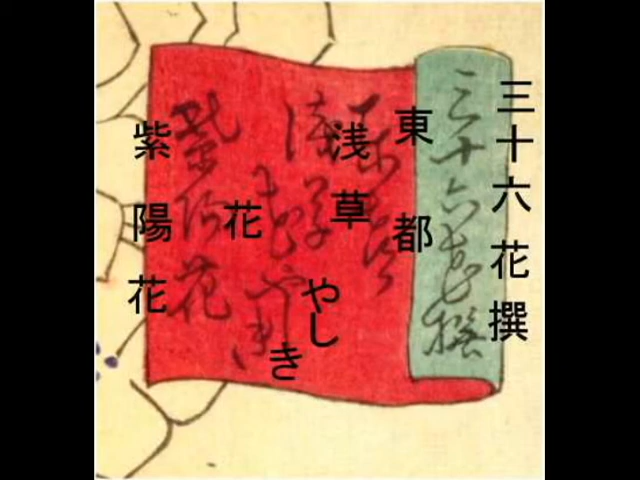 三十六花撰
東都
浅草
花やしき
紫陽花